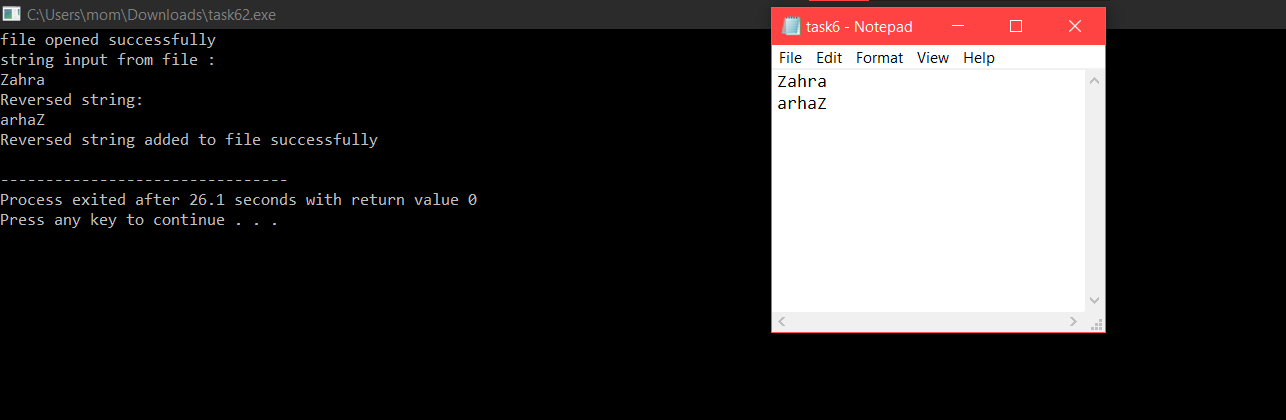 C:\Users\mom\Downloads\task62.exe
file opened successfully
string input from file :
Zahra
Reversed string:
arhaZ
Reversed string added to file successfully
--------------------------------
Process exited after 26.1 seconds with return value 0
Press any key to continue . . .
task6 - Notepad
File Edit Format View Help
Zahra
arhaZ